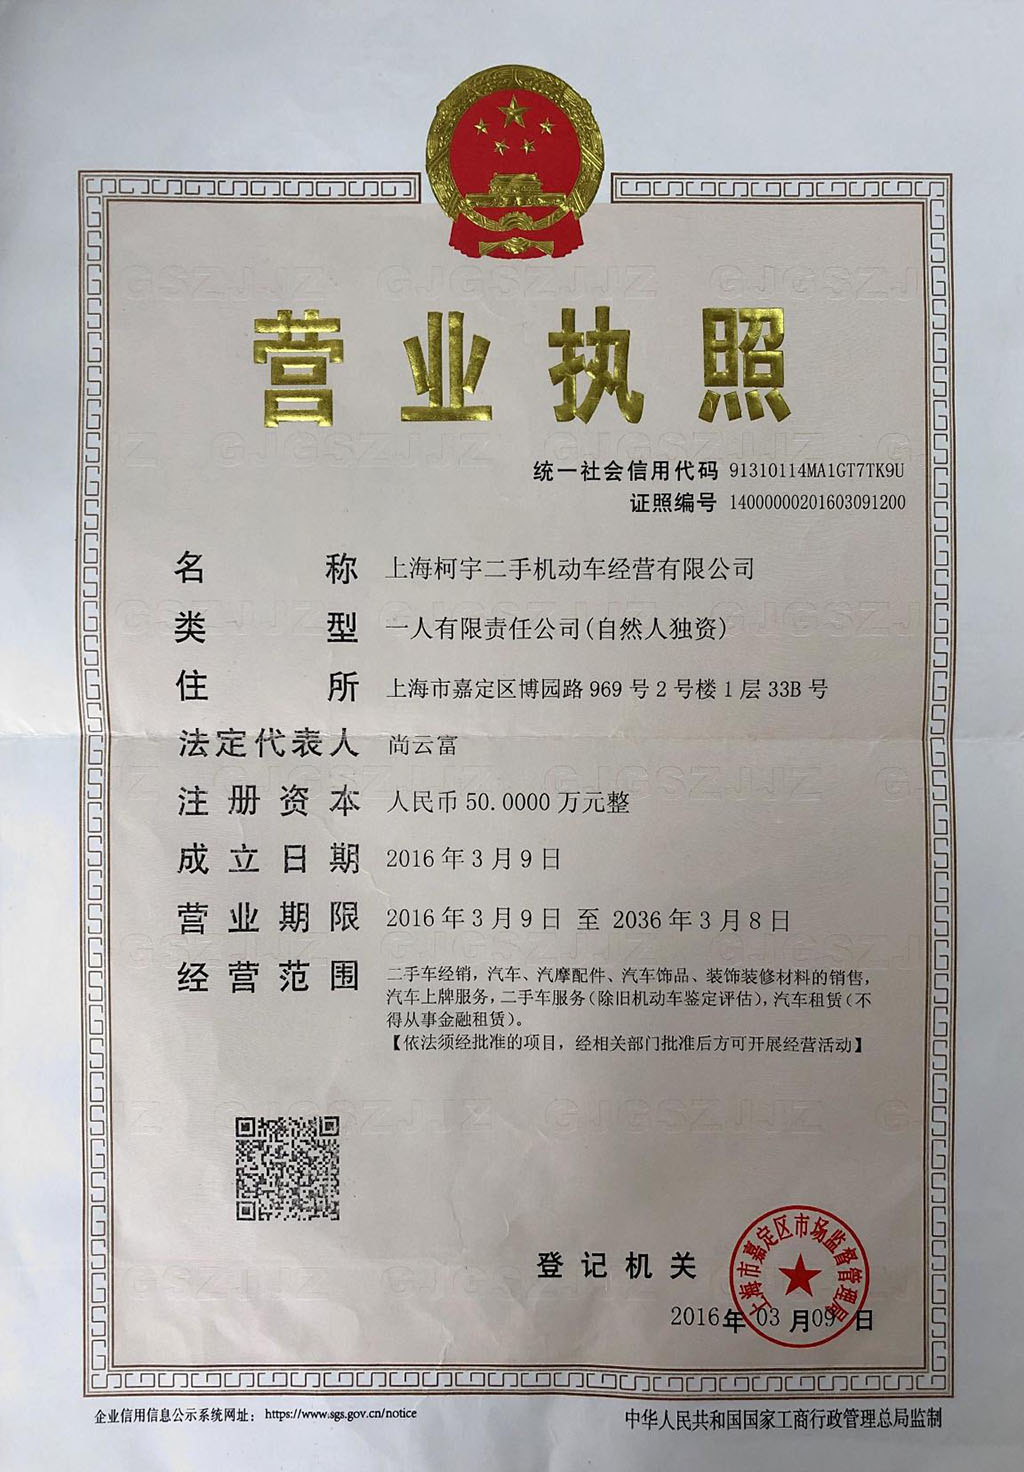 营业执照
统一社会信用代码 91310114MA1GT7TK9U
证照编号 14000000201603091200
名称 上海柯宇二手机动车经营有限公司
类型 一人有限责任公司(自然人独资)
住所 上海市嘉定区博园路969号2号楼1层33B号
法定代表人 尚云富
注册资本 人民币50.0000万元整
成立日期 2016年3月9日
营业期限 2016年3月9日 至 2036年3月8日
经营范围 二手车经销，汽车、汽摩配件、汽车饰品、装饰装修材料的销售，
汽车上牌服务，二手车服务（除旧机动车鉴定评估），汽车租赁（不
得从事金融租赁）。
【依法须经批准的项目，经相关部门批准后方可开展经营活动】
登记机关
上海市嘉定区市场监督管理局
2016年03月09日
企业信用信息公示系统网址： https://www.sgs.gov.cn/notice
中华人民共和国国家工商行政管理总局监制